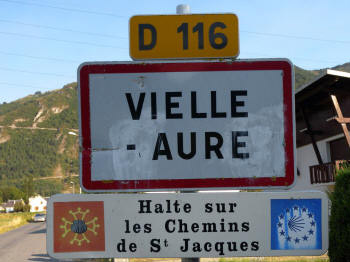 D 116
VIELLE
- AURE
Halte sur
les Chemins
de St Jacques